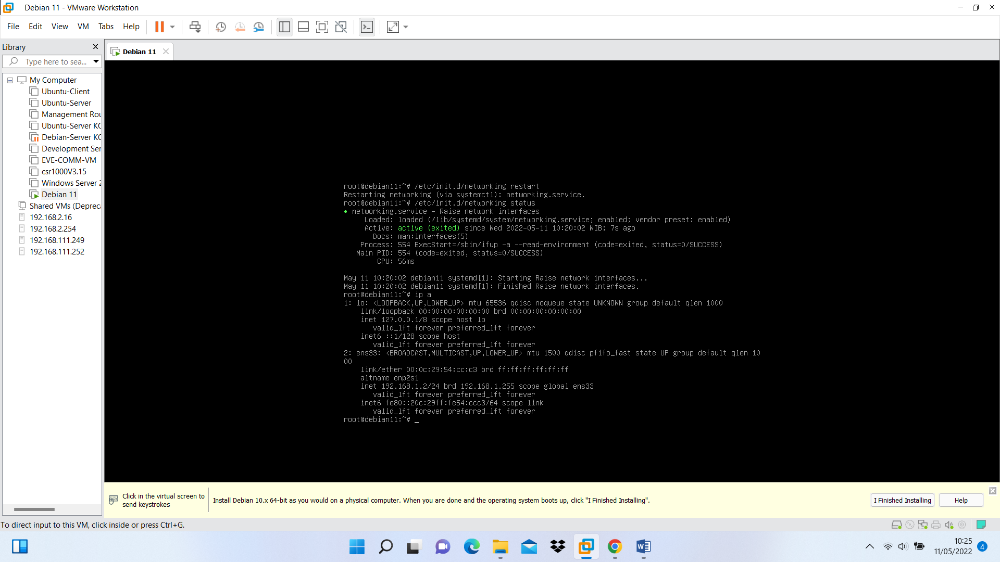 Debian 11 - VMware Workstation
File Edit View VM Tabs Help
Library
Type here to sea...
My Computer
Ubuntu-Client
Ubuntu-Server
Management Rou
Ubuntu-Server KC
Debian-Server KC
Development Ser
EVE-COMM-VM
csr1000V3.15
Windows Server 2
Debian 11
Shared VMs (Depreca
192.168.2.16
192.168.2.254
192.168.111.249
192.168.111.252
Debian 11
root@debian11:~# /etc/init.d/networking restart
Restarting networking (via systemctl): networking.service.
root@debian11:~# /etc/init.d/networking status
● networking.service - Raise network interfaces
Loaded: loaded (/lib/systemd/system/networking.service; enabled; vendor preset: enabled)
Active: active (exited) since Wed 2022-05-11 10:20:02 WIB; 7s ago
Docs: man:interfaces(5)
Process: 554 ExecStart=/sbin/ifup -a --read-environment (code=exited, status=0/SUCCESS)
Main PID: 554 (code=exited, status=0/SUCCESS)
CPU: 56ms
May 11 10:20:02 debian11 systemd[1]: Starting Raise network interfaces...
May 11 10:20:02 debian11 systemd[1]: Finished Raise network interfaces.
root@debian11:~# ip a
1: lo: <LOOPBACK,UP,LOWER_UP> mtu 65536 qdisc noqueue state UNKNOWN group default qlen 1000
link/loopback 00:00:00:00:00:00 brd 00:00:00:00:00:00
inet 127.0.0.1/8 scope host lo
valid_lft forever preferred_lft forever
inet6 ::1/128 scope host
valid_lft forever preferred_lft forever
2: ens33: <BROADCAST,MULTICAST,UP,LOWER_UP> mtu 1500 qdisc pfifo_fast state UP group default qlen 10
00
link/ether 00:0c:29:54:cc:c3 brd ff:ff:ff:ff:ff:ff
altname enp2s1
inet 192.168.1.2/24 brd 192.168.1.255 scope global ens33
valid_lft forever preferred_lft forever
inet6 fe80::20c:29ff:fe54:ccc3/64 scope link
valid_lft forever preferred_lft forever
root@debian11:~# _
Click in the virtual screen to
send keystrokes
Install Debian 10.x 64-bit as you would on a physical computer. When you are done and the operating system boots up, click "I Finished Installing".
I Finished Installing
Help
To direct input to this VM, click inside or press Ctrl+G.
10:25
11/05/2022
4